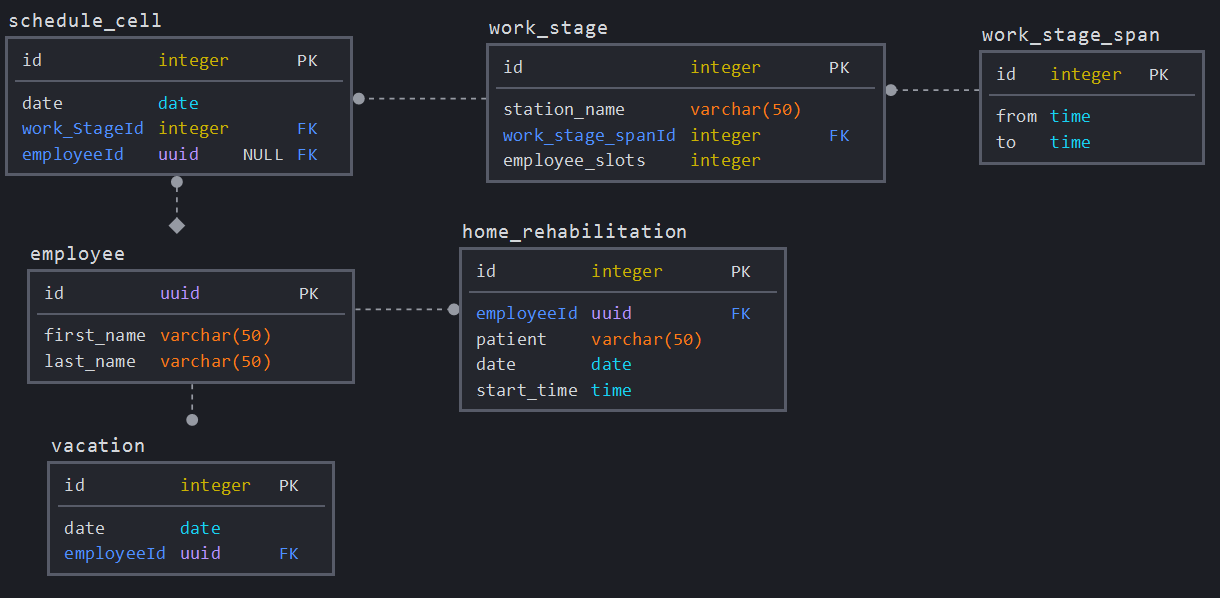 schedule_cell
id integer PK
date date
work_StageId integer FK
employeeId uuid NULL FK
work_stage
id integer PK
station_name varchar(50)
work_stage_spanId integer FK
employee_slots integer
work_stage_span
id integer PK
from time
to time
employee
id uuid PK
first_name varchar(50)
last_name varchar(50)
home_rehabilitation
id integer PK
employeeId uuid FK
patient varchar(50)
date date
start_time time
vacation
id integer PK
date date
employeeId uuid FK